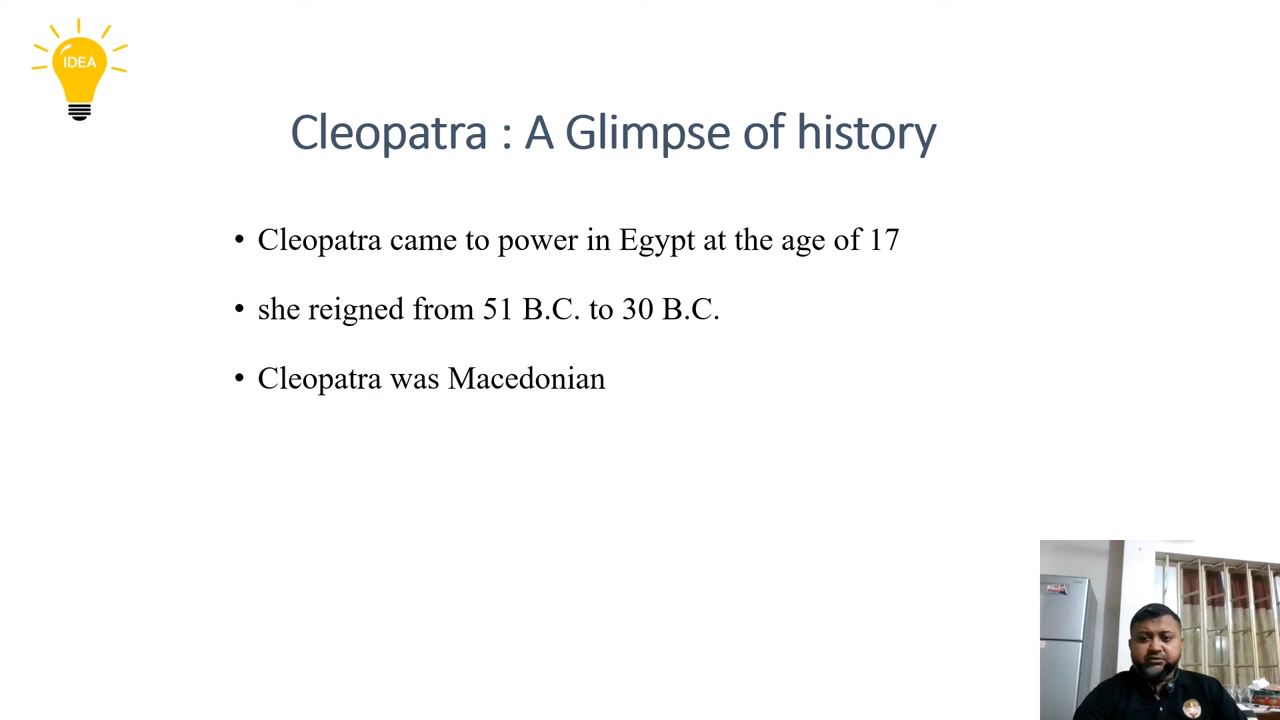 IDEA
Cleopatra : A Glimpse of history
• Cleopatra came to power in Egypt at the age of 17
• she reigned from 51 B.C. to 30 B.C.
• Cleopatra was Macedonian